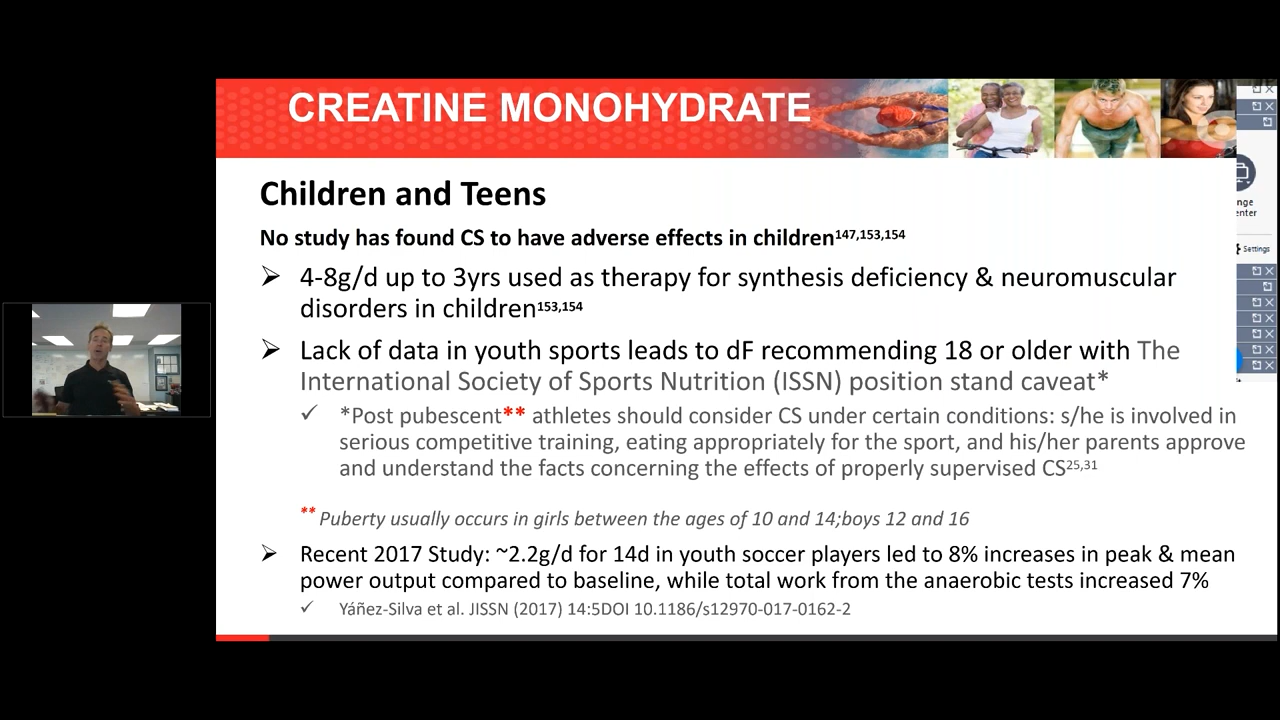 CREATINE MONOHYDRATE
Children and Teens
No study has found CS to have adverse effects in children147,153,154
➢ 4-8g/d up to 3yrs used as therapy for synthesis deficiency & neuromuscular
disorders in children153,154
➢ Lack of data in youth sports leads to dF recommending 18 or older with The
International Society of Sports Nutrition (ISSN) position stand caveat*
✓ *Post pubescent** athletes should consider CS under certain conditions: s/he is involved in
serious competitive training, eating appropriately for the sport, and his/her parents approve
and understand the facts concerning the effects of properly supervised CS25,31
** Puberty usually occurs in girls between the ages of 10 and 14;boys 12 and 16
➢ Recent 2017 Study: ~2.2g/d for 14d in youth soccer players led to 8% increases in peak & mean
power output compared to baseline, while total work from the anaerobic tests increased 7%
✓ Yáñez-Silva et al. JISSN (2017) 14:5DOI 10.1186/s12970-017-0162-2
nge
enter
Settings